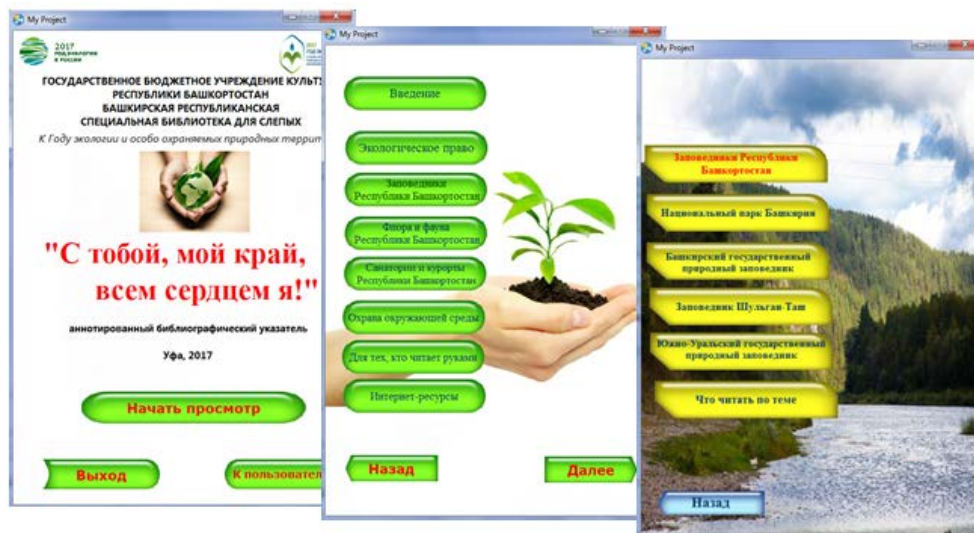 My Project
2017
ГОД ЭКОЛОГИИ
В РОССИИ
ГОСУДАРСТВЕННОЕ БЮДЖЕТНОЕ УЧРЕЖДЕНИЕ КУЛЬТ
РЕСПУБЛИКИ БАШКОРТОСТАН
БАШКИРСКАЯ РЕСПУБЛИКАНСКАЯ
СПЕЦИАЛЬНАЯ БИБЛИОТЕКА ДЛЯ СЛЕПЫХ
К Году экологии и особо охраняемых природных террит
"С тобой, мой край,
всем сердцем я!"
аннотированный библиографический указатель
Уфа, 2017
Начать просмотр
Выход
К пользовател
My Project
Введение
Экологическое право
Заповедники
Республики Башкортостан
Флора и фауна
Республики Башкортостан
Санатории и курорты
Республики Башкортостан
Охрана окружающей среды
Для тех, кто читает руками
Интернет-ресурсы
Назад
Далее
My Project
Заповедники Республики
Башкортостан
Национальный парк Башкирия
Башкирский государственный
природный заповедник
Заповедник Шульган-Таш
Южно-Уральский государственный
природный заповедник
Что читать по теме
Назад